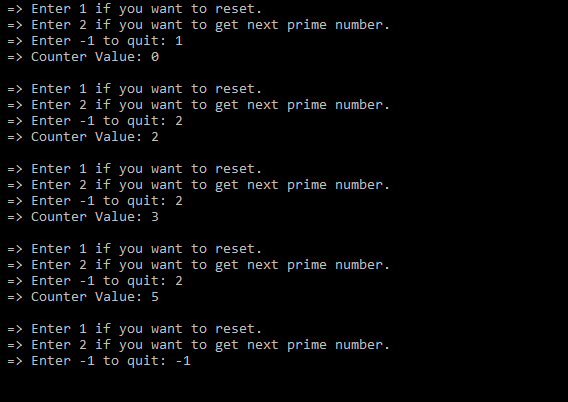 => Enter 1 if you want to reset.
=> Enter 2 if you want to get next prime number.
=> Enter -1 to quit: 1
=> Counter Value: 0
=> Enter 1 if you want to reset.
=> Enter 2 if you want to get next prime number.
=> Enter -1 to quit: 2
=> Counter Value: 2
=> Enter 1 if you want to reset.
=> Enter 2 if you want to get next prime number.
=> Enter -1 to quit: 2
=> Counter Value: 3
=> Enter 1 if you want to reset.
=> Enter 2 if you want to get next prime number.
=> Enter -1 to quit: 2
=> Counter Value: 5
=> Enter 1 if you want to reset.
=> Enter 2 if you want to get next prime number.
=> Enter -1 to quit: -1